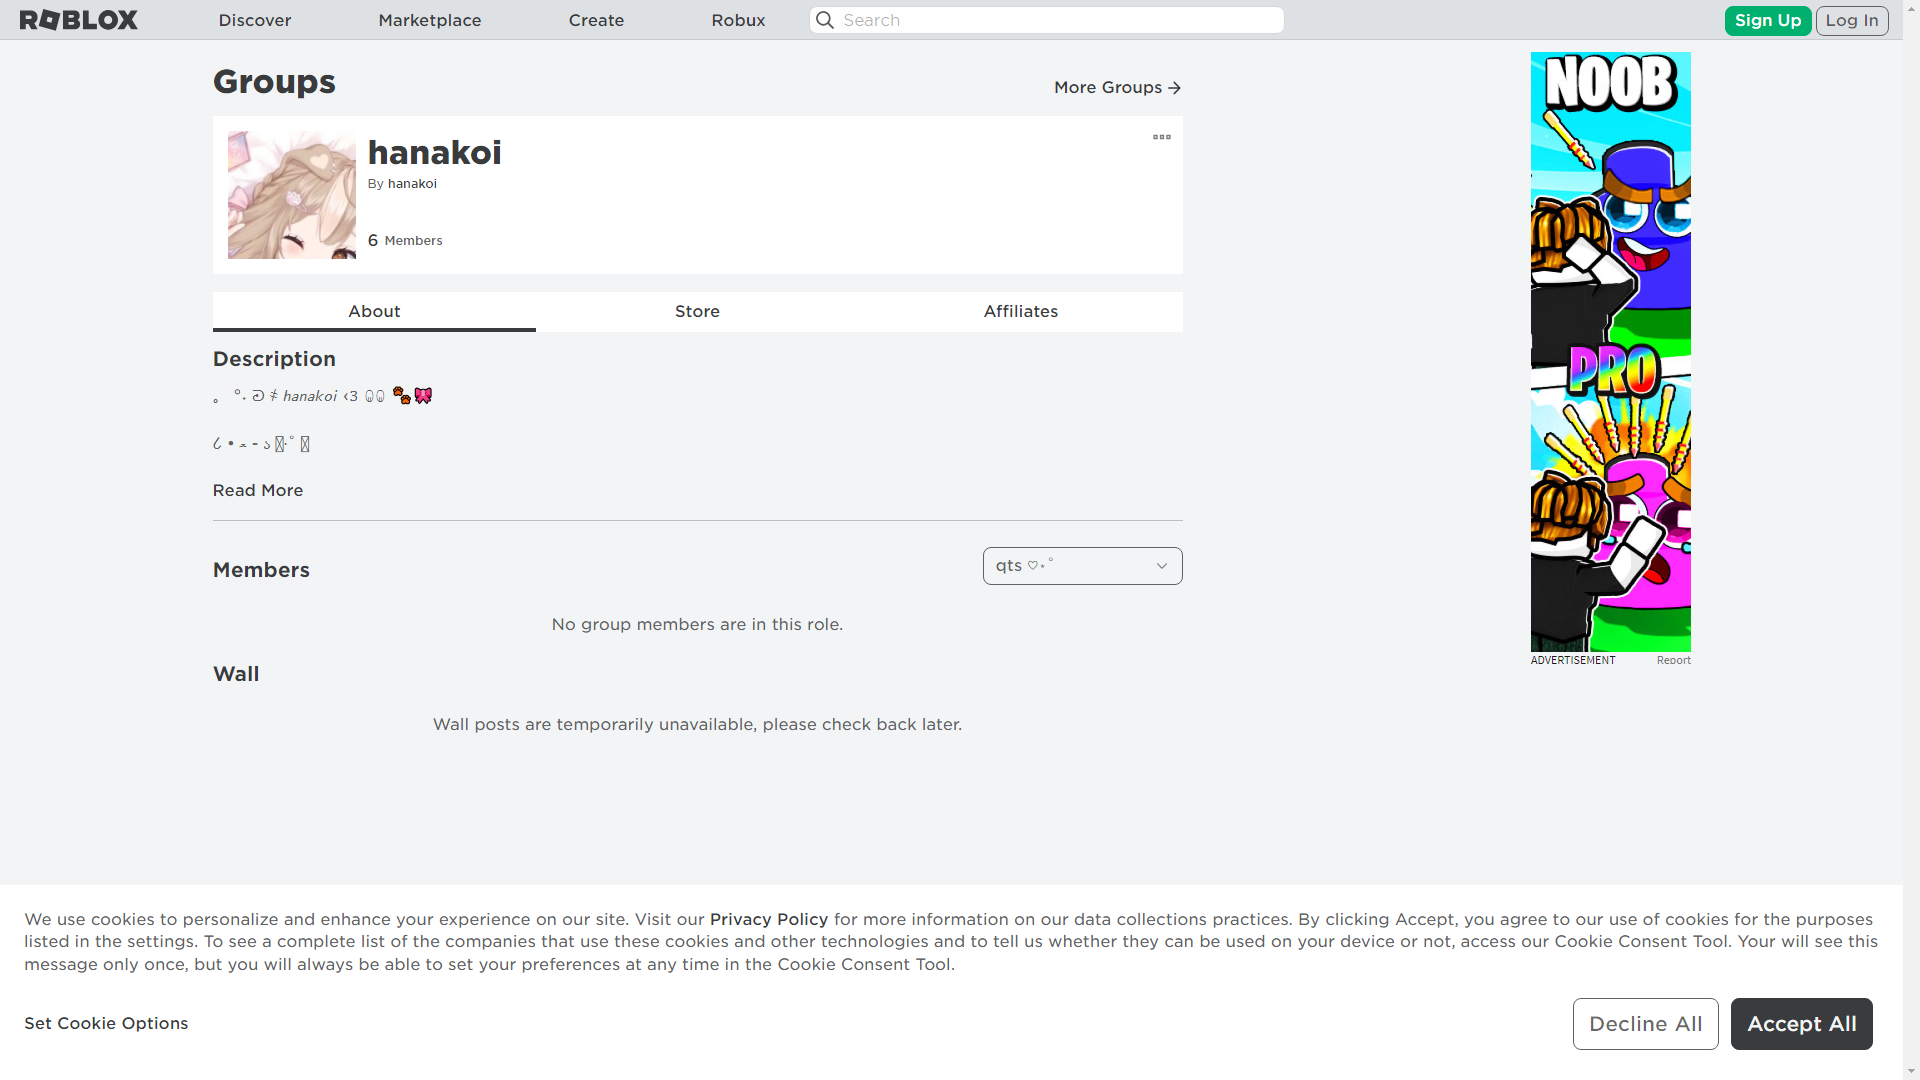 ROBLOX
Discover
Marketplace
Create
Robux
Search
Sign Up
Log In
Groups
More Groups →
hanakoi
By hanakoi
6 Members
About
Store
Affiliates
Description
hanakoi ‹3
Read More
Members
qts ♡⋆˚
No group members are in this role.
Wall
Wall posts are temporarily unavailable, please check back later.
NOOB
PRO
ADVERTISEMENT
Report
We use cookies to personalize and enhance your experience on our site. Visit our Privacy Policy for more information on our data collections practices. By clicking Accept, you agree to our use of cookies for the purposes
listed in the settings. To see a complete list of the companies that use these cookies and other technologies and to tell us whether they can be used on your device or not, access our Cookie Consent Tool. Your will see this
message only once, but you will always be able to set your preferences at any time in the Cookie Consent Tool.
Set Cookie Options
Decline All
Accept All